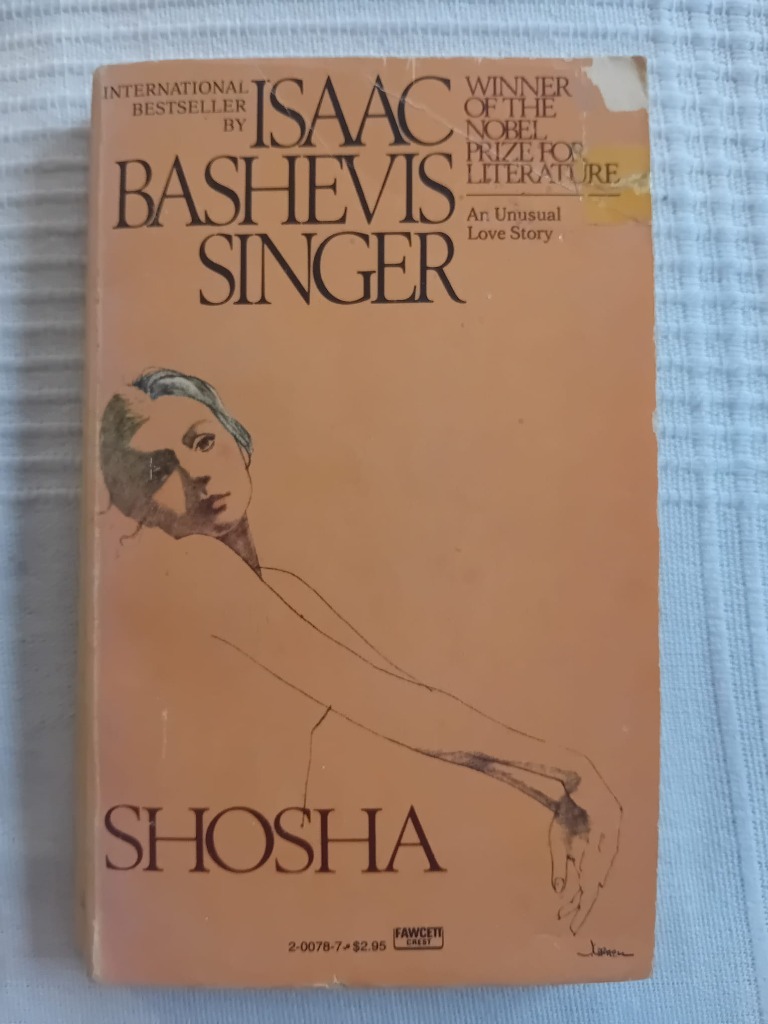 INTERNATIONAL
BESTSELLER
BY
ISAAC
BASHEVIS
SINGER
WINNER
OF THE
NOBEL
PRIZE FOR
LITERATURE
An Unusual
Love Story
SHOSHA
2-0078-7 • $2.95
FAWCETT
CREST